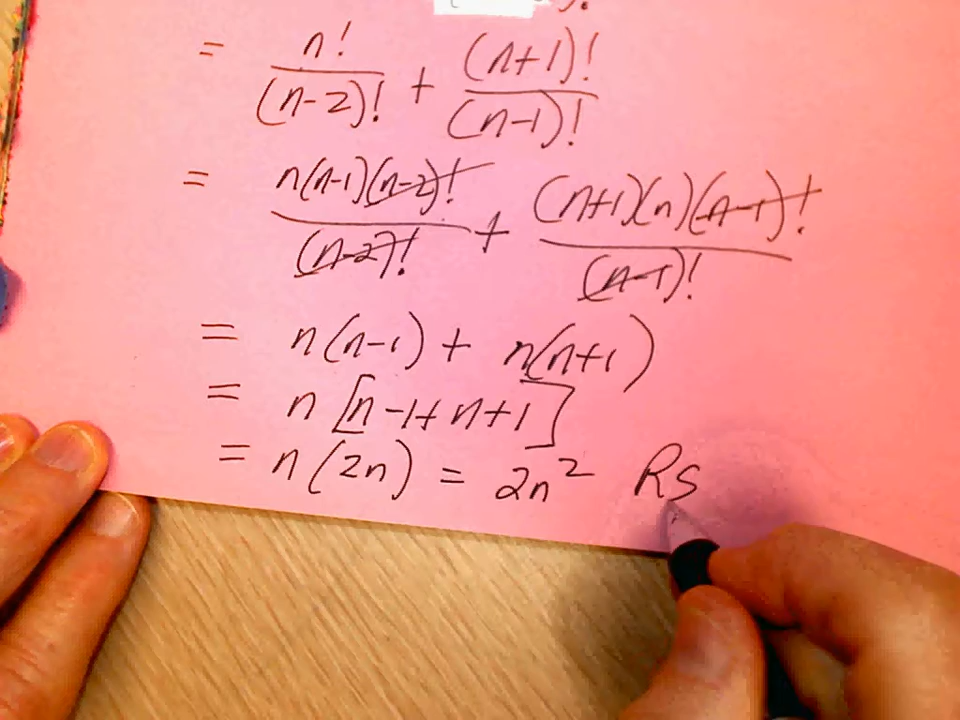 = n!/(n-2)! + (n+1)!/(n-1)!
= n(n-1)(n-2)!/(n-2)! + (n+1)(n)(n-1)!/(n-1)!
= n(n-1) + n(n+1)
= n[n-1+n+1]
= n(2n) = 2n² RS